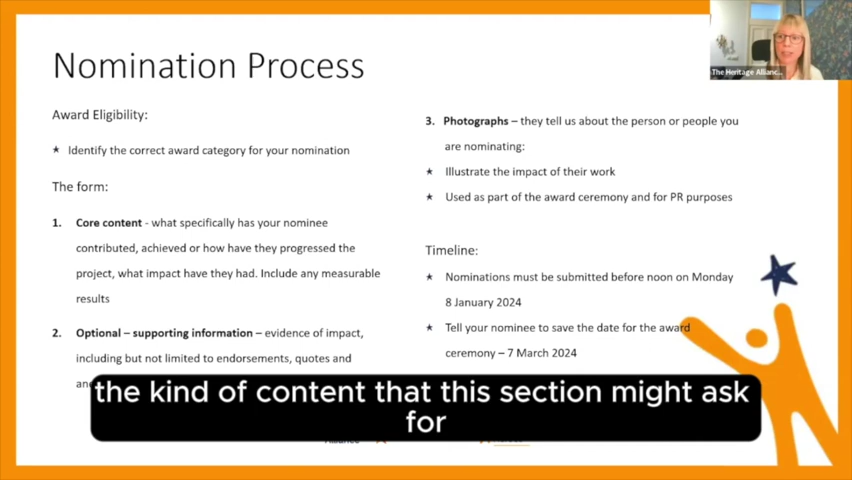 The Heritage Allianc...
Nomination Process
Award Eligibility:
★ Identify the correct award category for your nomination
The form:
1. Core content - what specifically has your nominee
contributed, achieved or how have they progressed the
project, what impact have they had. Include any measurable
results
2. Optional – supporting information – evidence of impact,
including but not limited to endorsements, quotes and
3. Photographs – they tell us about the person or people you
are nominating:
★ Illustrate the impact of their work
★ Used as part of the award ceremony and for PR purposes
Timeline:
★ Nominations must be submitted before noon on Monday
8 January 2024
★ Tell your nominee to save the date for the award
ceremony – 7 March 2024
the kind of content that this section might ask
for